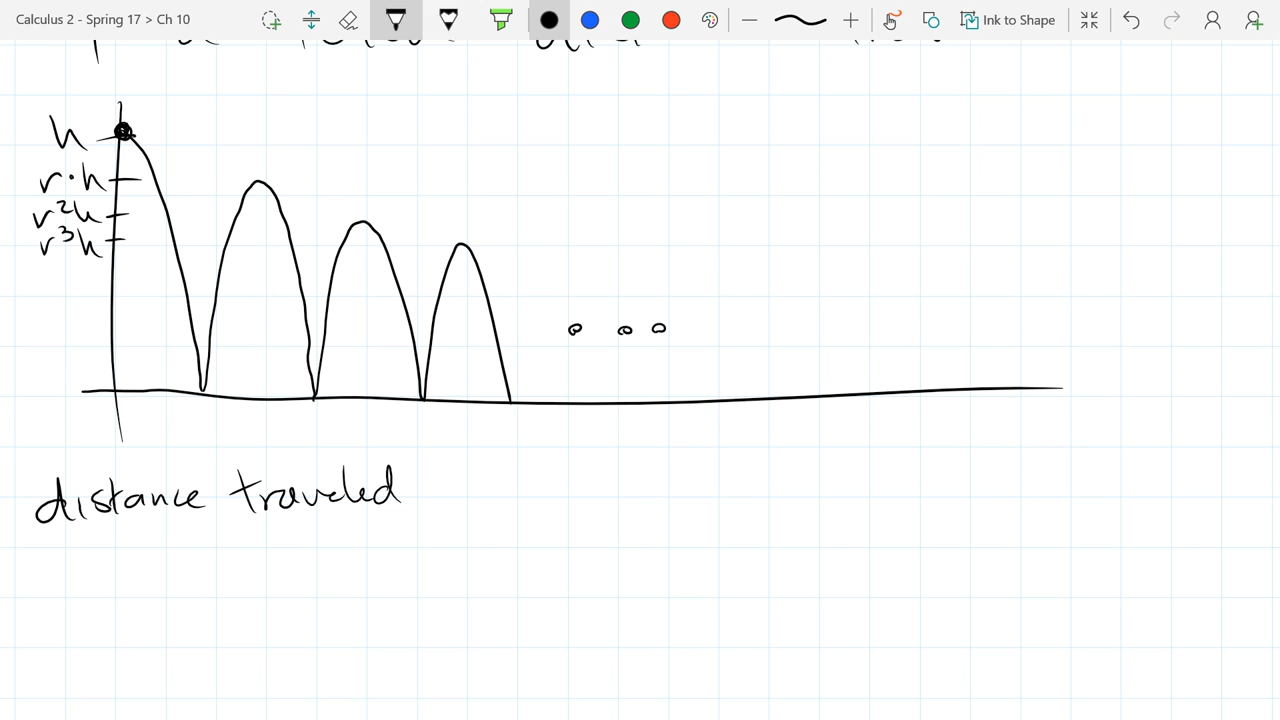 Calculus 2 - Spring 17 > Ch 10
Ink to Shape
h
r·h
r²h
r³h
distance traveled